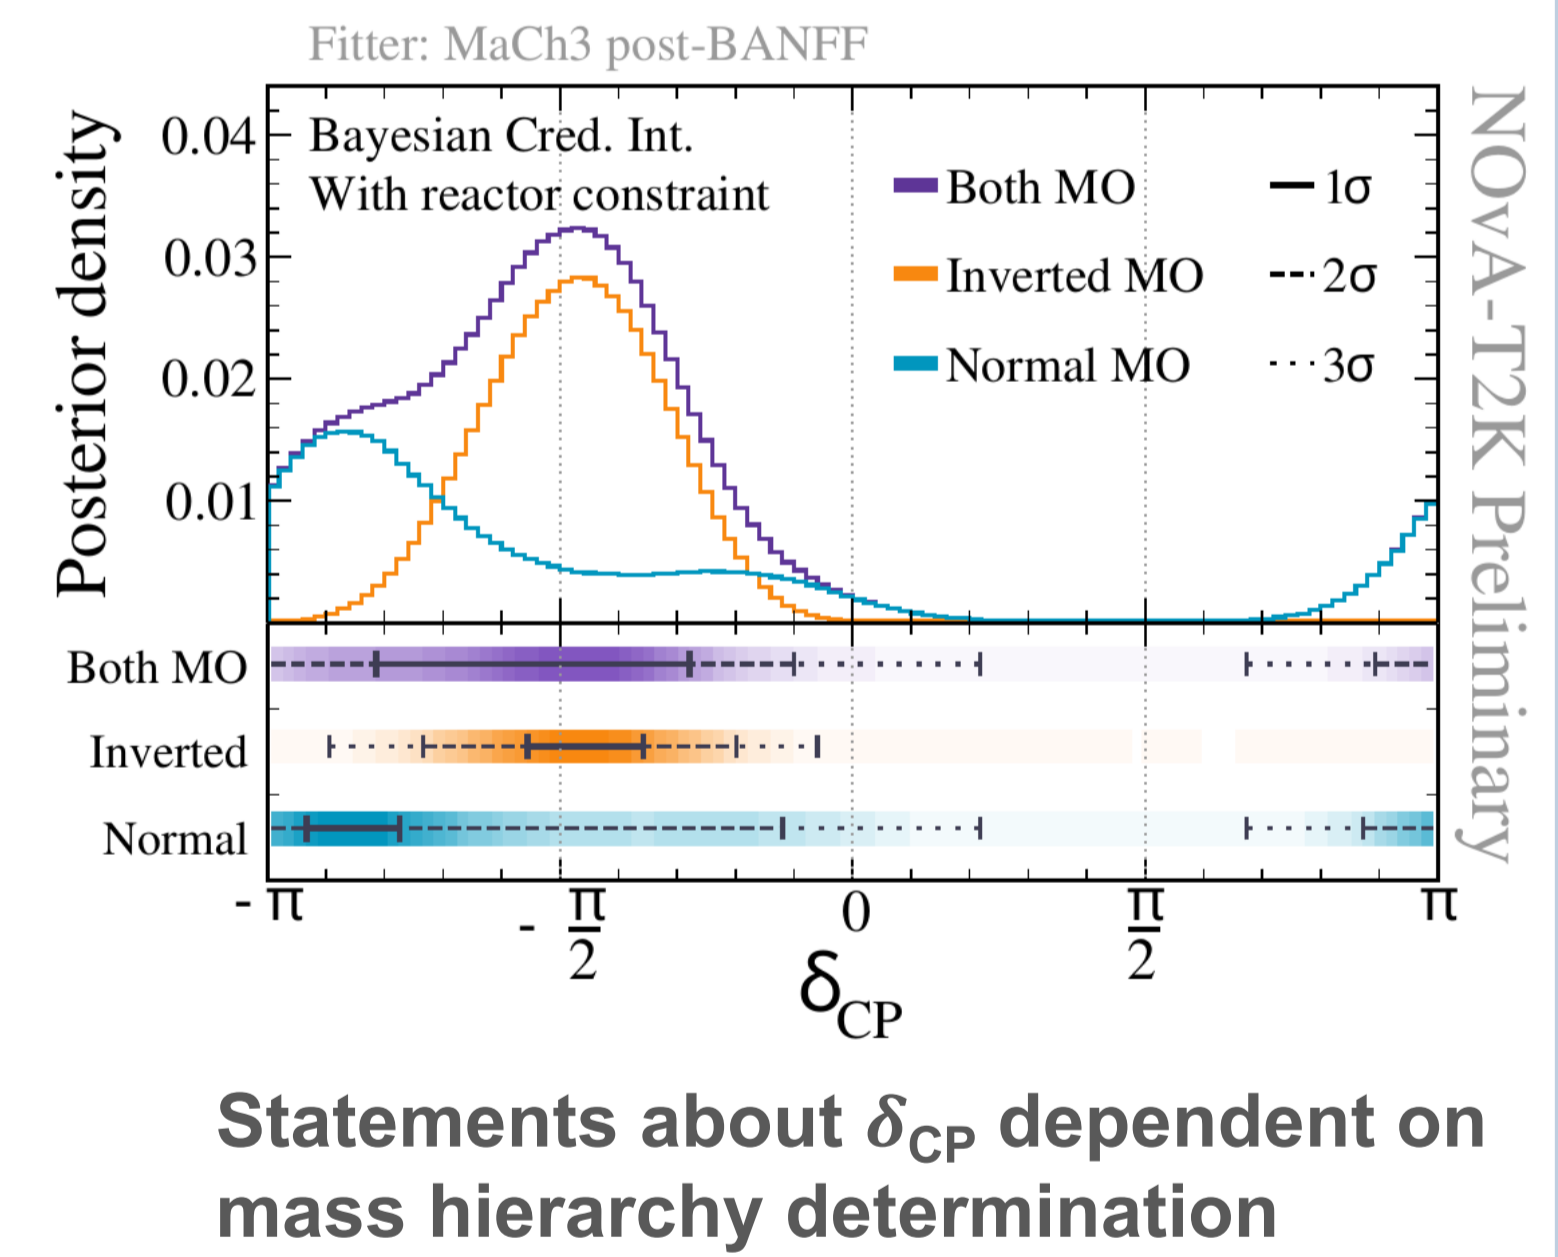 Fitter: MaCh3 post-BANFF
NOvA-T2K Preliminary
Posterior density
0.04
0.03
0.02
0.01
Bayesian Cred. Int.
With reactor constraint
Both MO
1σ
Inverted MO
2σ
Normal MO
3σ
Both MO
Inverted
Normal
-π
-π/2
0
π/2
π
δCP
Statements about δCP dependent on
mass hierarchy determination